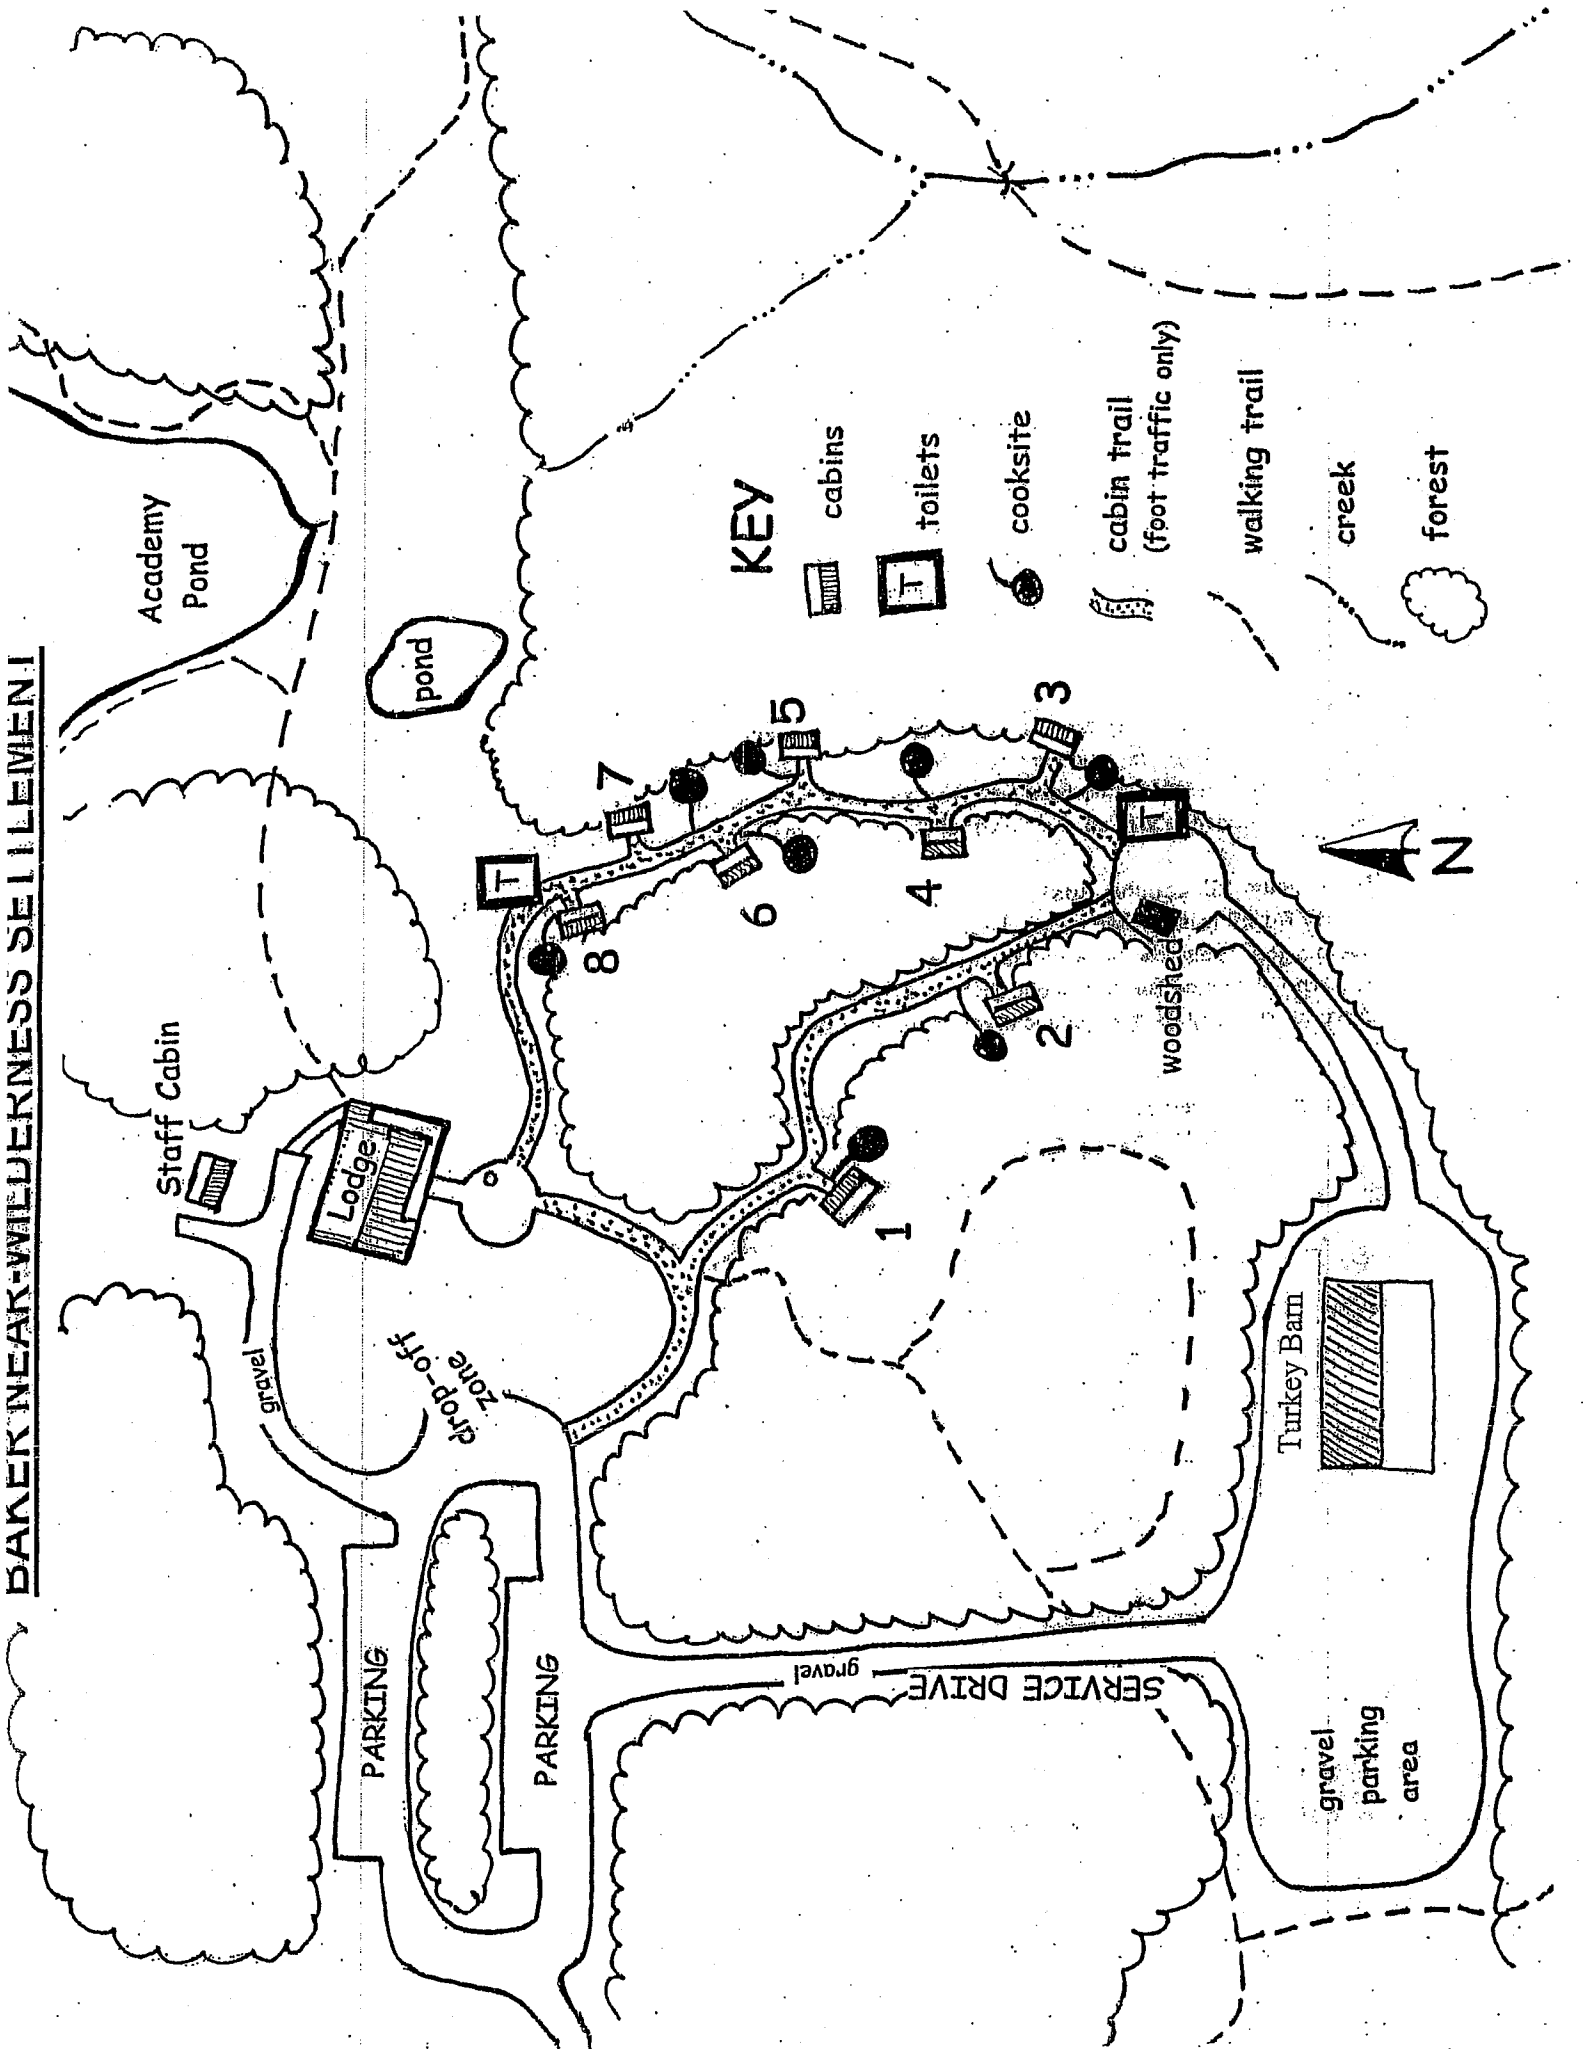 BAKER NEAR-WILDERNESS SETTLEMENT
Academy
Pond
pond
Staff Cabin
Lodge
gravel
drop-off
zone
PARKING
PARKING
gravel
SERVICE DRIVE
gravel
parking
area
Turkey Barn
woodshed
T
T
1
2
3
4
5
6
7
8
N
KEY
cabins
T
toilets
cooksite
cabin trail
(foot traffic only)
walking trail
creek
forest